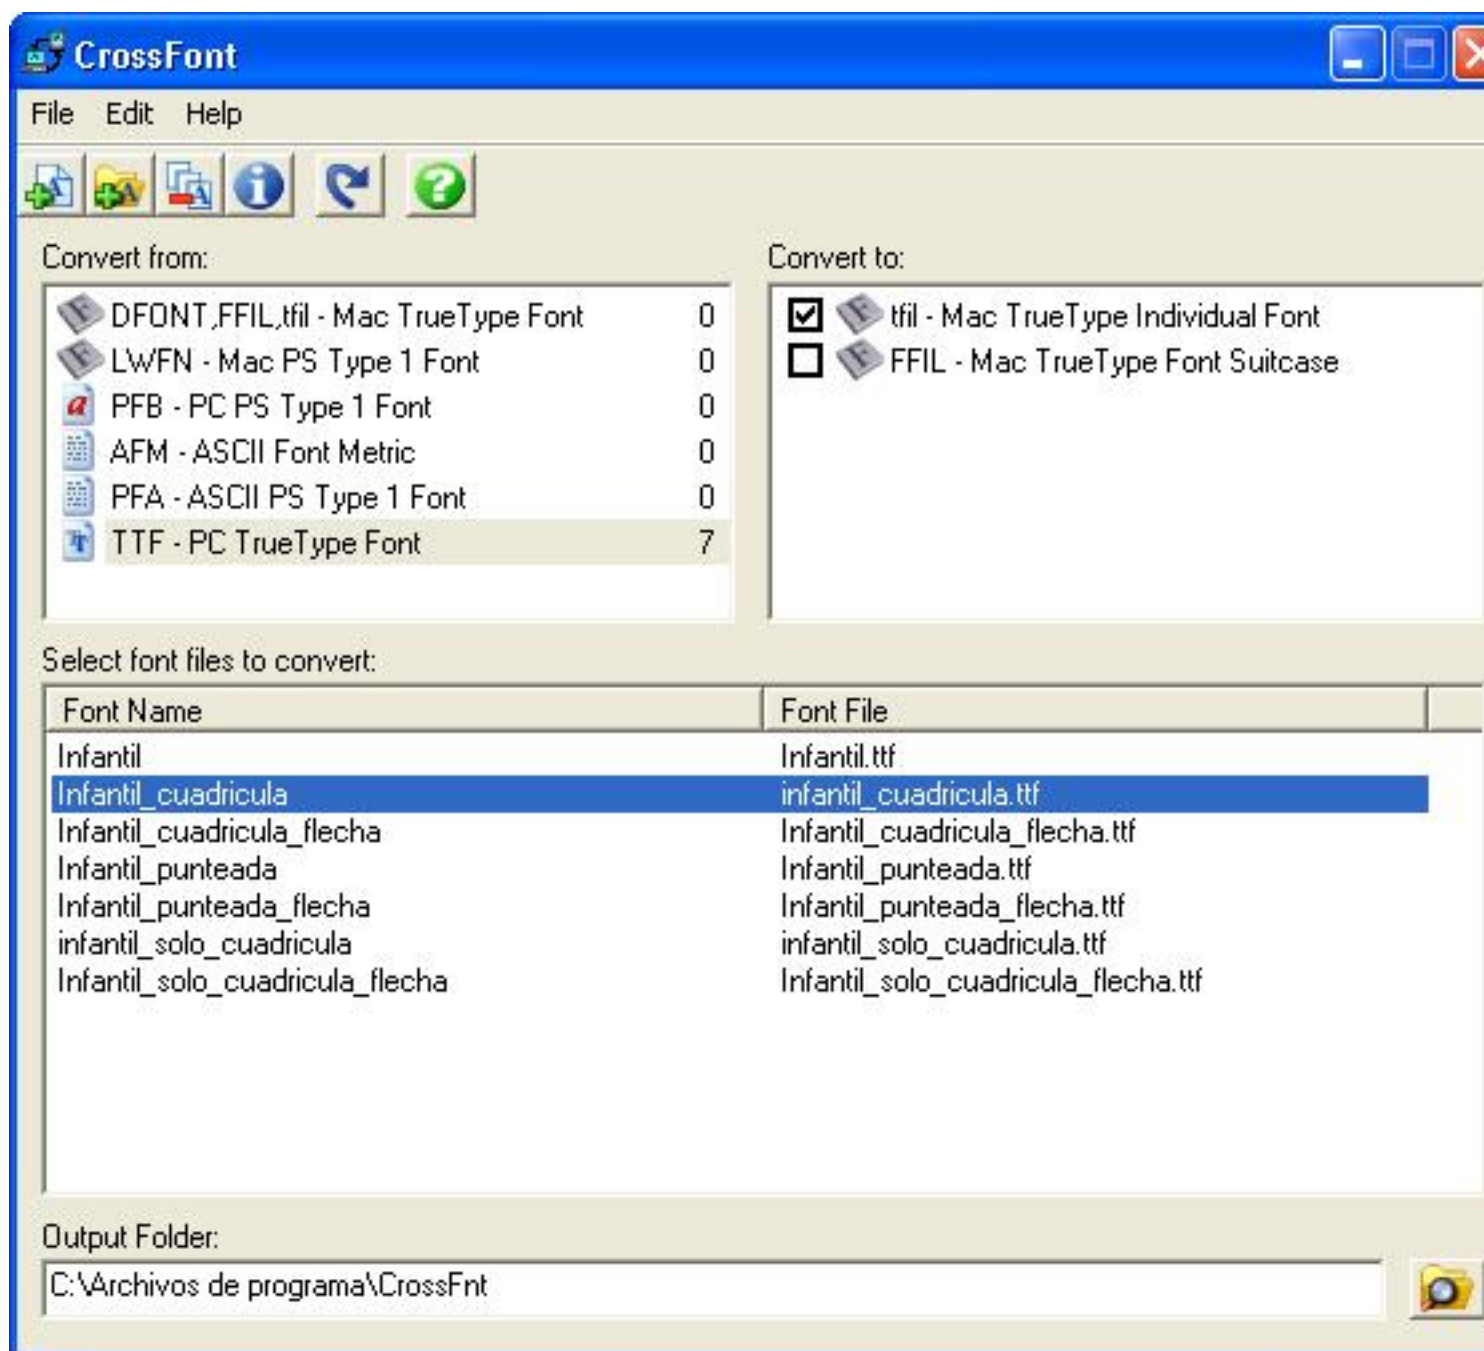 CrossFont
File Edit Help
Convert from:
DFONT,FFIL,tfil - Mac TrueType Font 0
LWFN - Mac PS Type 1 Font 0
PFB - PC PS Type 1 Font 0
AFM - ASCII Font Metric 0
PFA - ASCII PS Type 1 Font 0
TTF - PC TrueType Font 7
Convert to:
tfil - Mac TrueType Individual Font
FFIL - Mac TrueType Font Suitcase
Select font files to convert:
Font Name Font File
Infantil Infantil.ttf
Infantil_cuadricula infantil_cuadricula.ttf
Infantil_cuadricula_flecha Infantil_cuadricula_flecha.ttf
Infantil_punteada Infantil_punteada.ttf
Infantil_punteada_flecha Infantil_punteada_flecha.ttf
infantil_solo_cuadricula infantil_solo_cuadricula.ttf
Infantil_solo_cuadricula_flecha Infantil_solo_cuadricula_flecha.ttf
Output Folder:
C:\Archivos de programa\CrossFnt